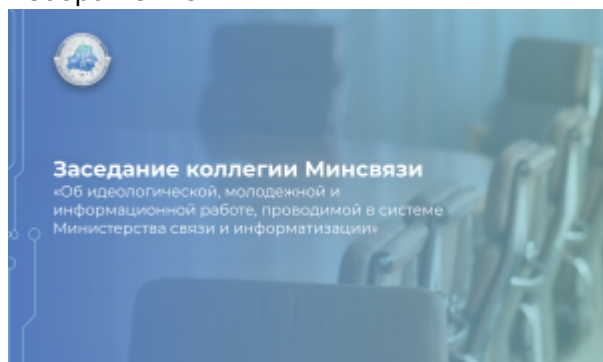 Заседание коллегии Минсвязи
«Об идеологической, молодежной и
информационной работе, проводимой в системе
Министерства связи и информатизации»